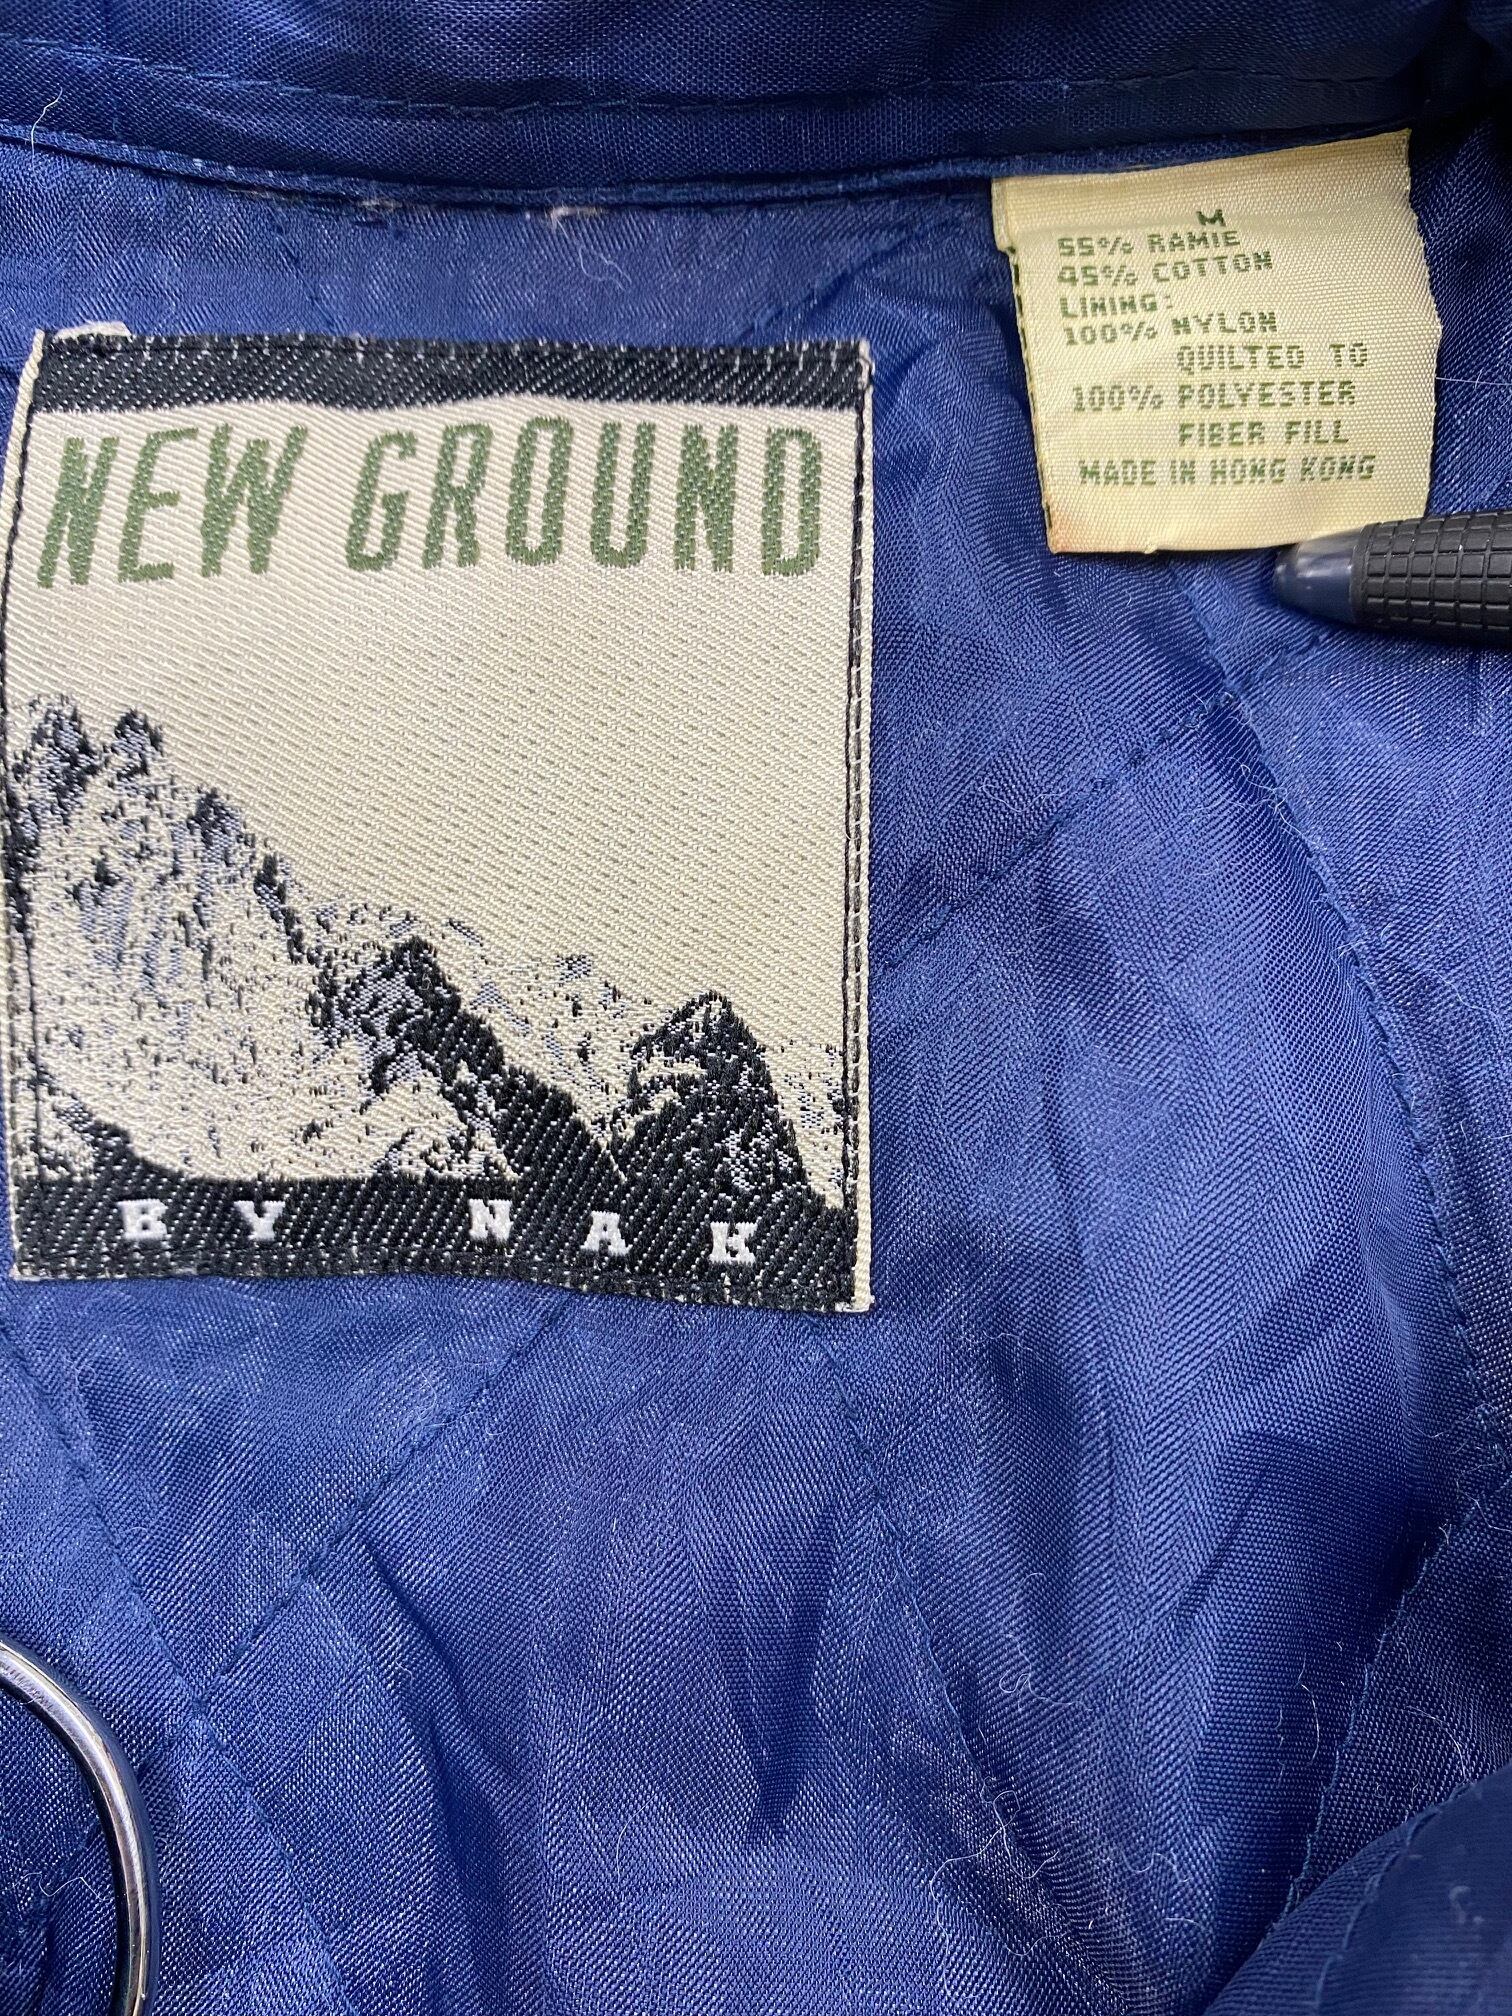 NEW GROUND
BY NAK
M
55% RAMIE
45% COTTON
LINING:
100% NYLON
QUILTED TO
100% POLYESTER
FIBER FILL
MADE IN HONG KONG